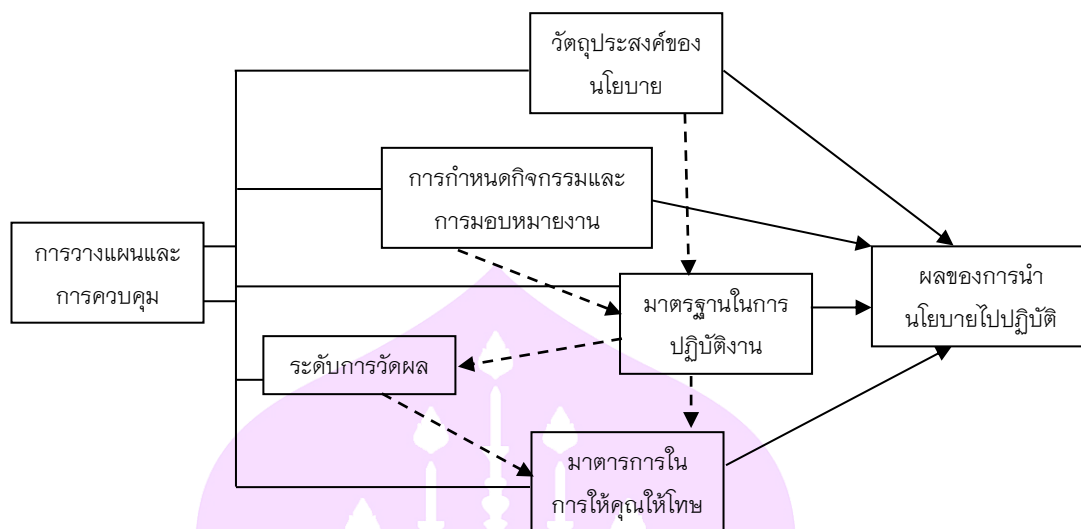 วัตถุประสงค์ของ
นโยบาย
การกำหนดกิจกรรมและ
การมอบหมายงาน
การวางแผนและ
การควบคุม
มาตรฐานในการ
ปฏิบัติงาน
ผลของการนำ
นโยบายไปปฏิบัติ
ระดับการวัดผล
มาตารการใน
การให้คุณให้โทษ